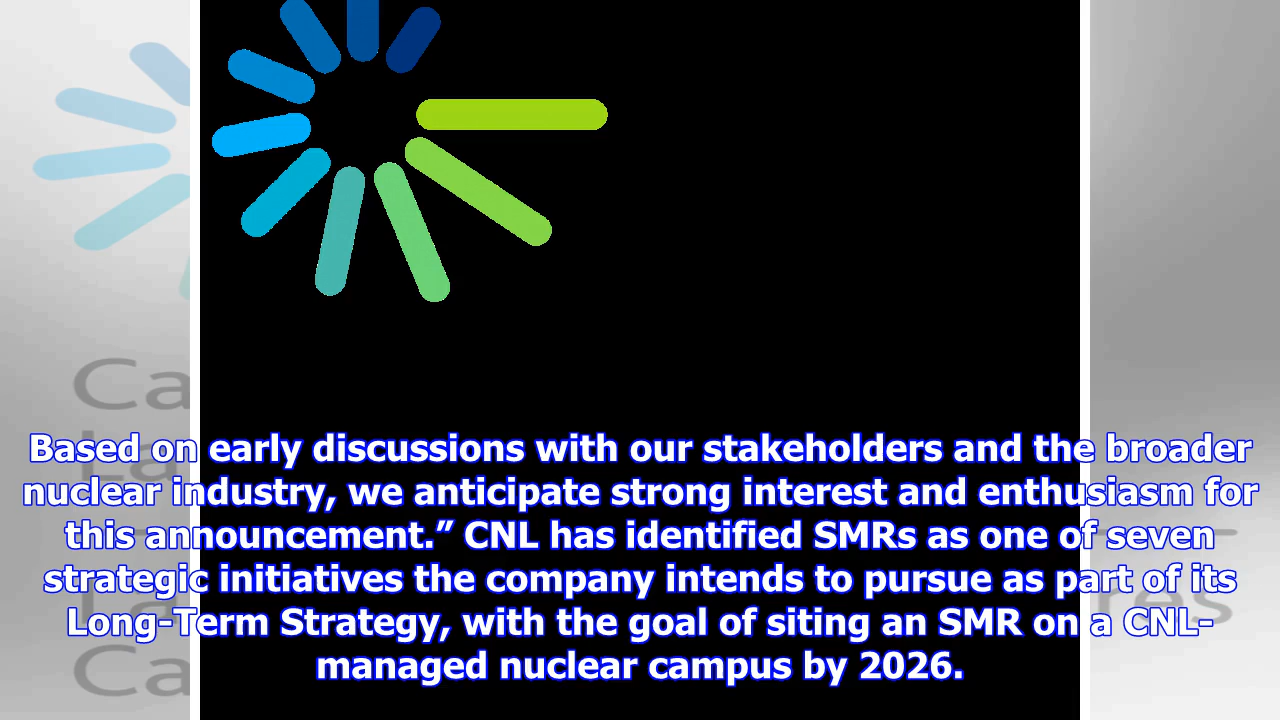 Based on early discussions with our stakeholders and the broader
nuclear industry, we anticipate strong interest and enthusiasm for
this announcement.” CNL has identified SMRs as one of seven
strategic initiatives the company intends to pursue as part of its
Long-Term Strategy, with the goal of siting an SMR on a CNL-
managed nuclear campus by 2026.